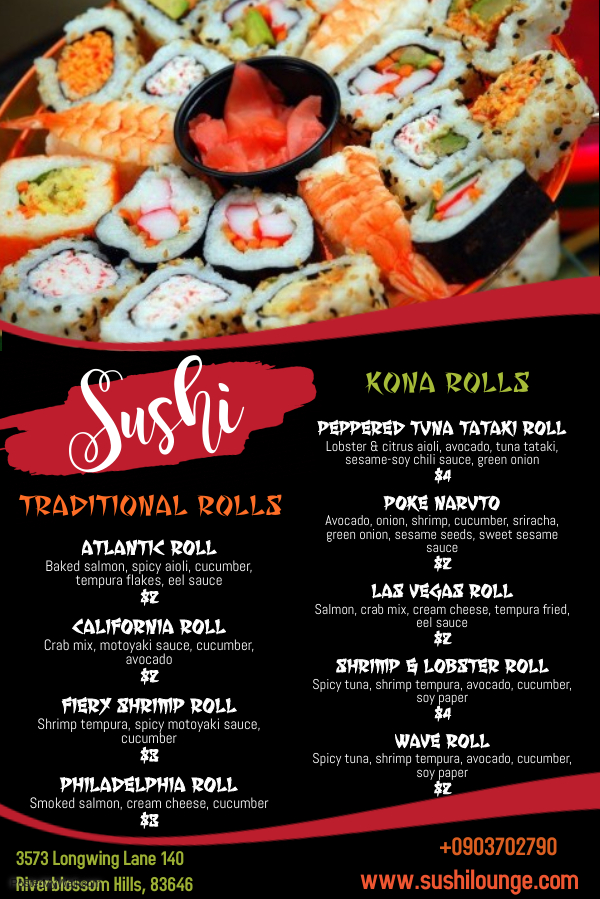 Sushi
TRADITIONAL ROLLS
ATLANTIC ROLL
Baked salmon, spicy aioli, cucumber,
tempura flakes, eel sauce
$2
CALIFORNIA ROLL
Crab mix, motoyaki sauce, cucumber,
avocado
$2
FIERY SHRIMP ROLL
Shrimp tempura, spicy motoyaki sauce,
cucumber
$3
PHILADELPHIA ROLL
Smoked salmon, cream cheese, cucumber
$3
KONA ROLLS
PEPPERED TUNA TATAKI ROLL
Lobster & citrus aioli, avocado, tuna tataki,
sesame-soy chili sauce, green onion
$4
POKE NARUTO
Avocado, onion, shrimp, cucumber, sriracha,
green onion, sesame seeds, sweet sesame
sauce
$2
LAS VEGAS ROLL
Salmon, crab mix, cream cheese, tempura fried,
eel sauce
$2
SHRIMP & LOBSTER ROLL
Spicy tuna, shrimp tempura, avocado, cucumber,
soy paper
$4
WAVE ROLL
Spicy tuna, shrimp tempura, avocado, cucumber,
soy paper
$2
3573 Longwing Lane 140
Riverblossom Hills, 83646
+0903702790
www.sushilounge.com